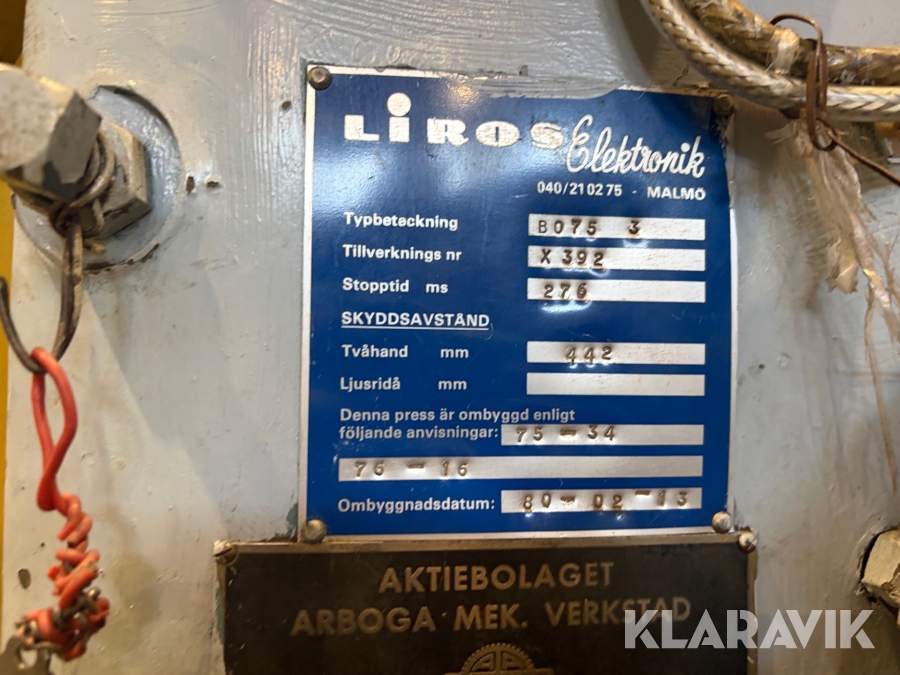 LiROS Elektronik
040/21 02 75 - MALMÖ
Typbeteckning B075 3
Tillverknings nr X 392
Stopptid ms 276
SKYDDSAVSTÅND
Tvåhand mm 442
Ljusridå mm
Denna press är ombyggd enligt
följande anvisningar: 75-34
76-16
Ombyggnadsdatum: 80-02-13
AKTIEBOLAGET
ARBOGA MEK. VERKSTAD
KLARAVIK